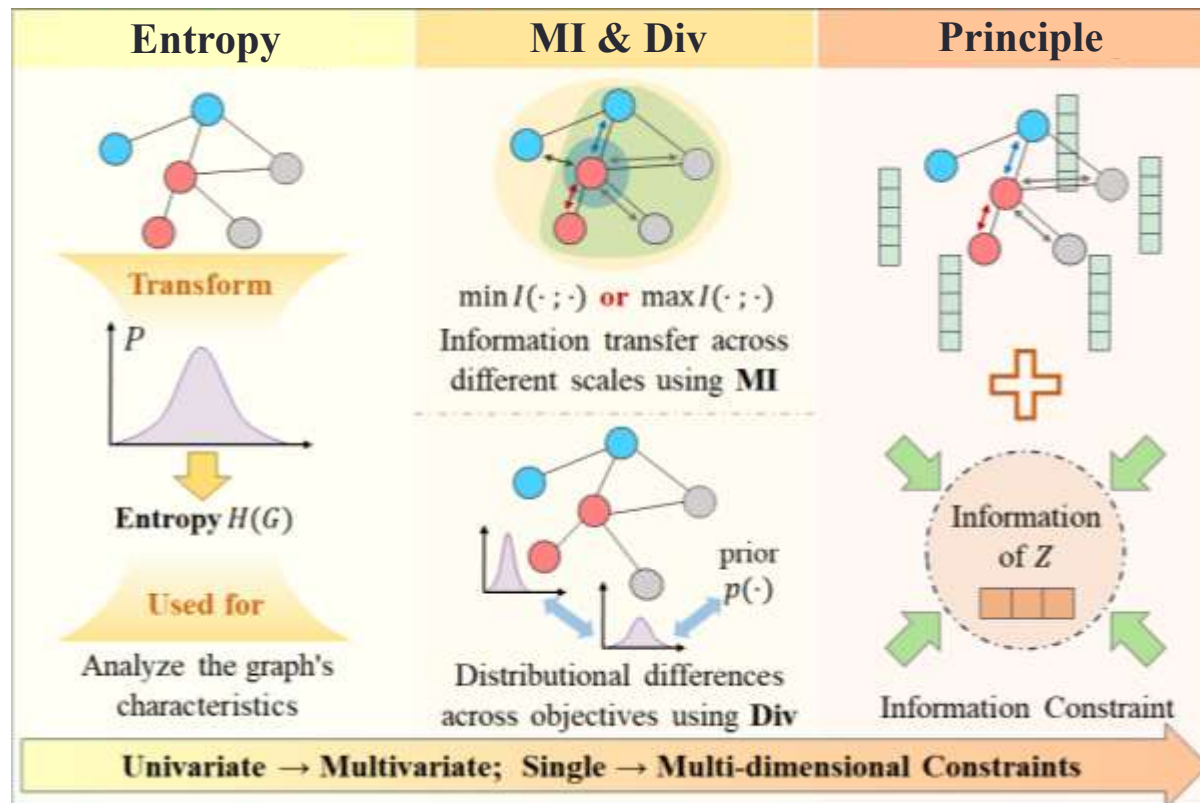 Entropy
Transform
P
Entropy H(G)
Used for
Analyze the graph's
characteristics
MI & Div
min I(· ; ·) or max I(· ; ·)
Information transfer across
different scales using MI
prior
p(·)
Distributional differences
across objectives using Div
Principle
Information
of Z
Information Constraint
Univariate → Multivariate; Single → Multi-dimensional Constraints